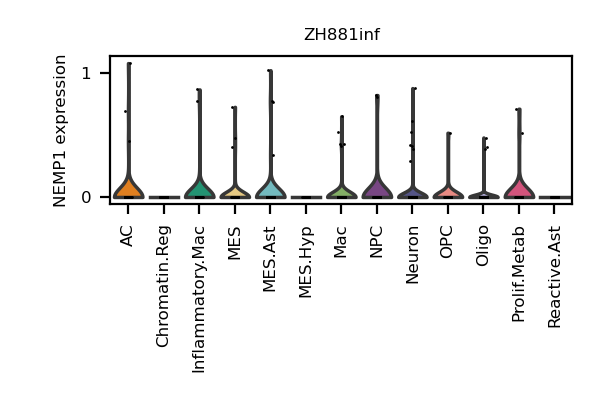 ZH881inf
NEMP1 expression
1
0
AC
Chromatin.Reg
Inflammatory.Mac
MES
MES.Ast
MES.Hyp
Mac
NPC
Neuron
OPC
Oligo
Prolif.Metab
Reactive.Ast